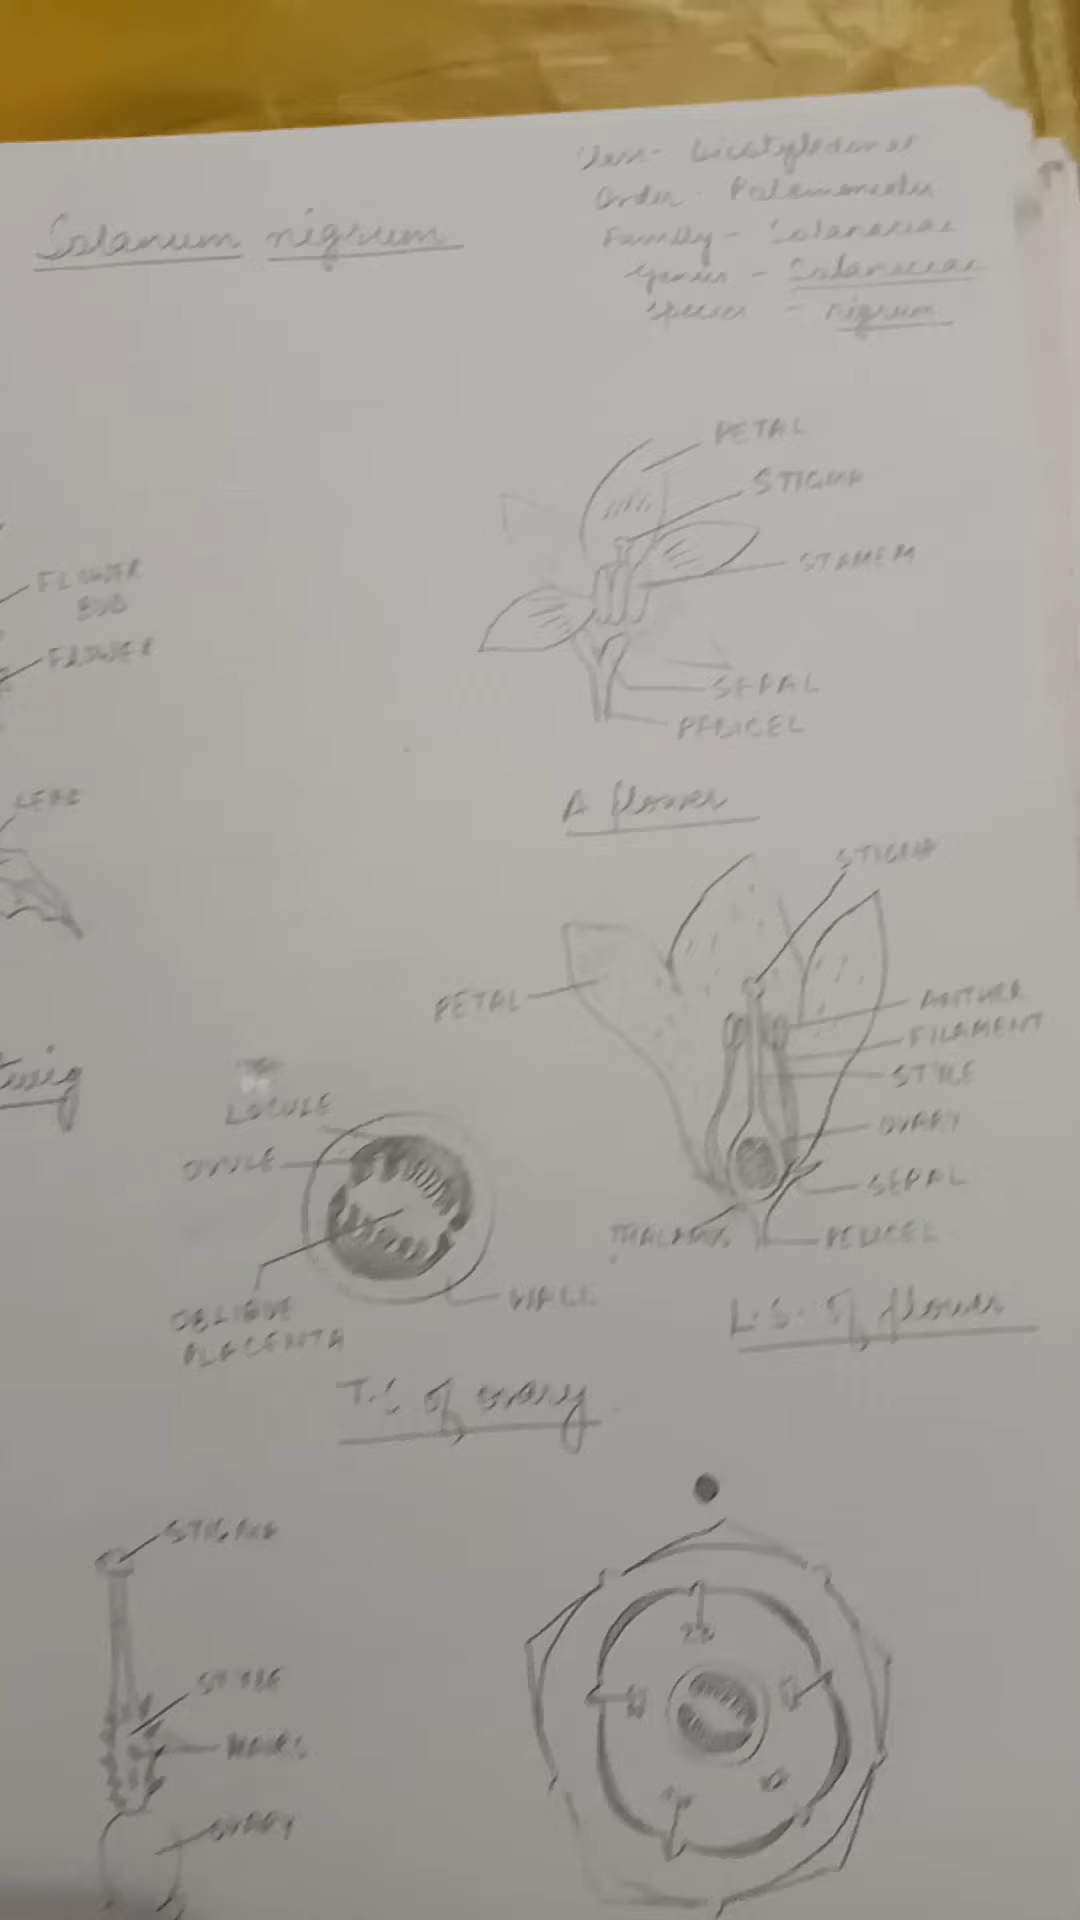 Solanum nigrum
Class- Dicotyledonae
Order- Polemoniales
Family- Solanaceae
Genus - Solanaceae
Species - nigrum
PETAL
STIGMA
STAMEM
SEPAL
PEDICEL
A flower
FLOWER
BUD
FLOWER
LEAF
STIGMA
PETAL
ANTHER
FILAMENT
STYLE
OVARY
SEPAL
THALAMUS
PEDICEL
L.S. of flower
LOCULE
OVULE
OBLIQUE
PLACENTA
WALL
T.S of ovary
STIGMA
STYLE
HAIRS
OVARY